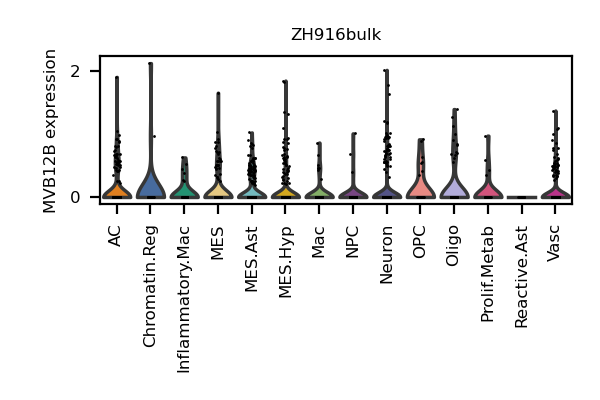 ZH916bulk
MVB12B expression
2
0
AC
Chromatin.Reg
Inflammatory.Mac
MES
MES.Ast
MES.Hyp
Mac
NPC
Neuron
OPC
Oligo
Prolif.Metab
Reactive.Ast
Vasc